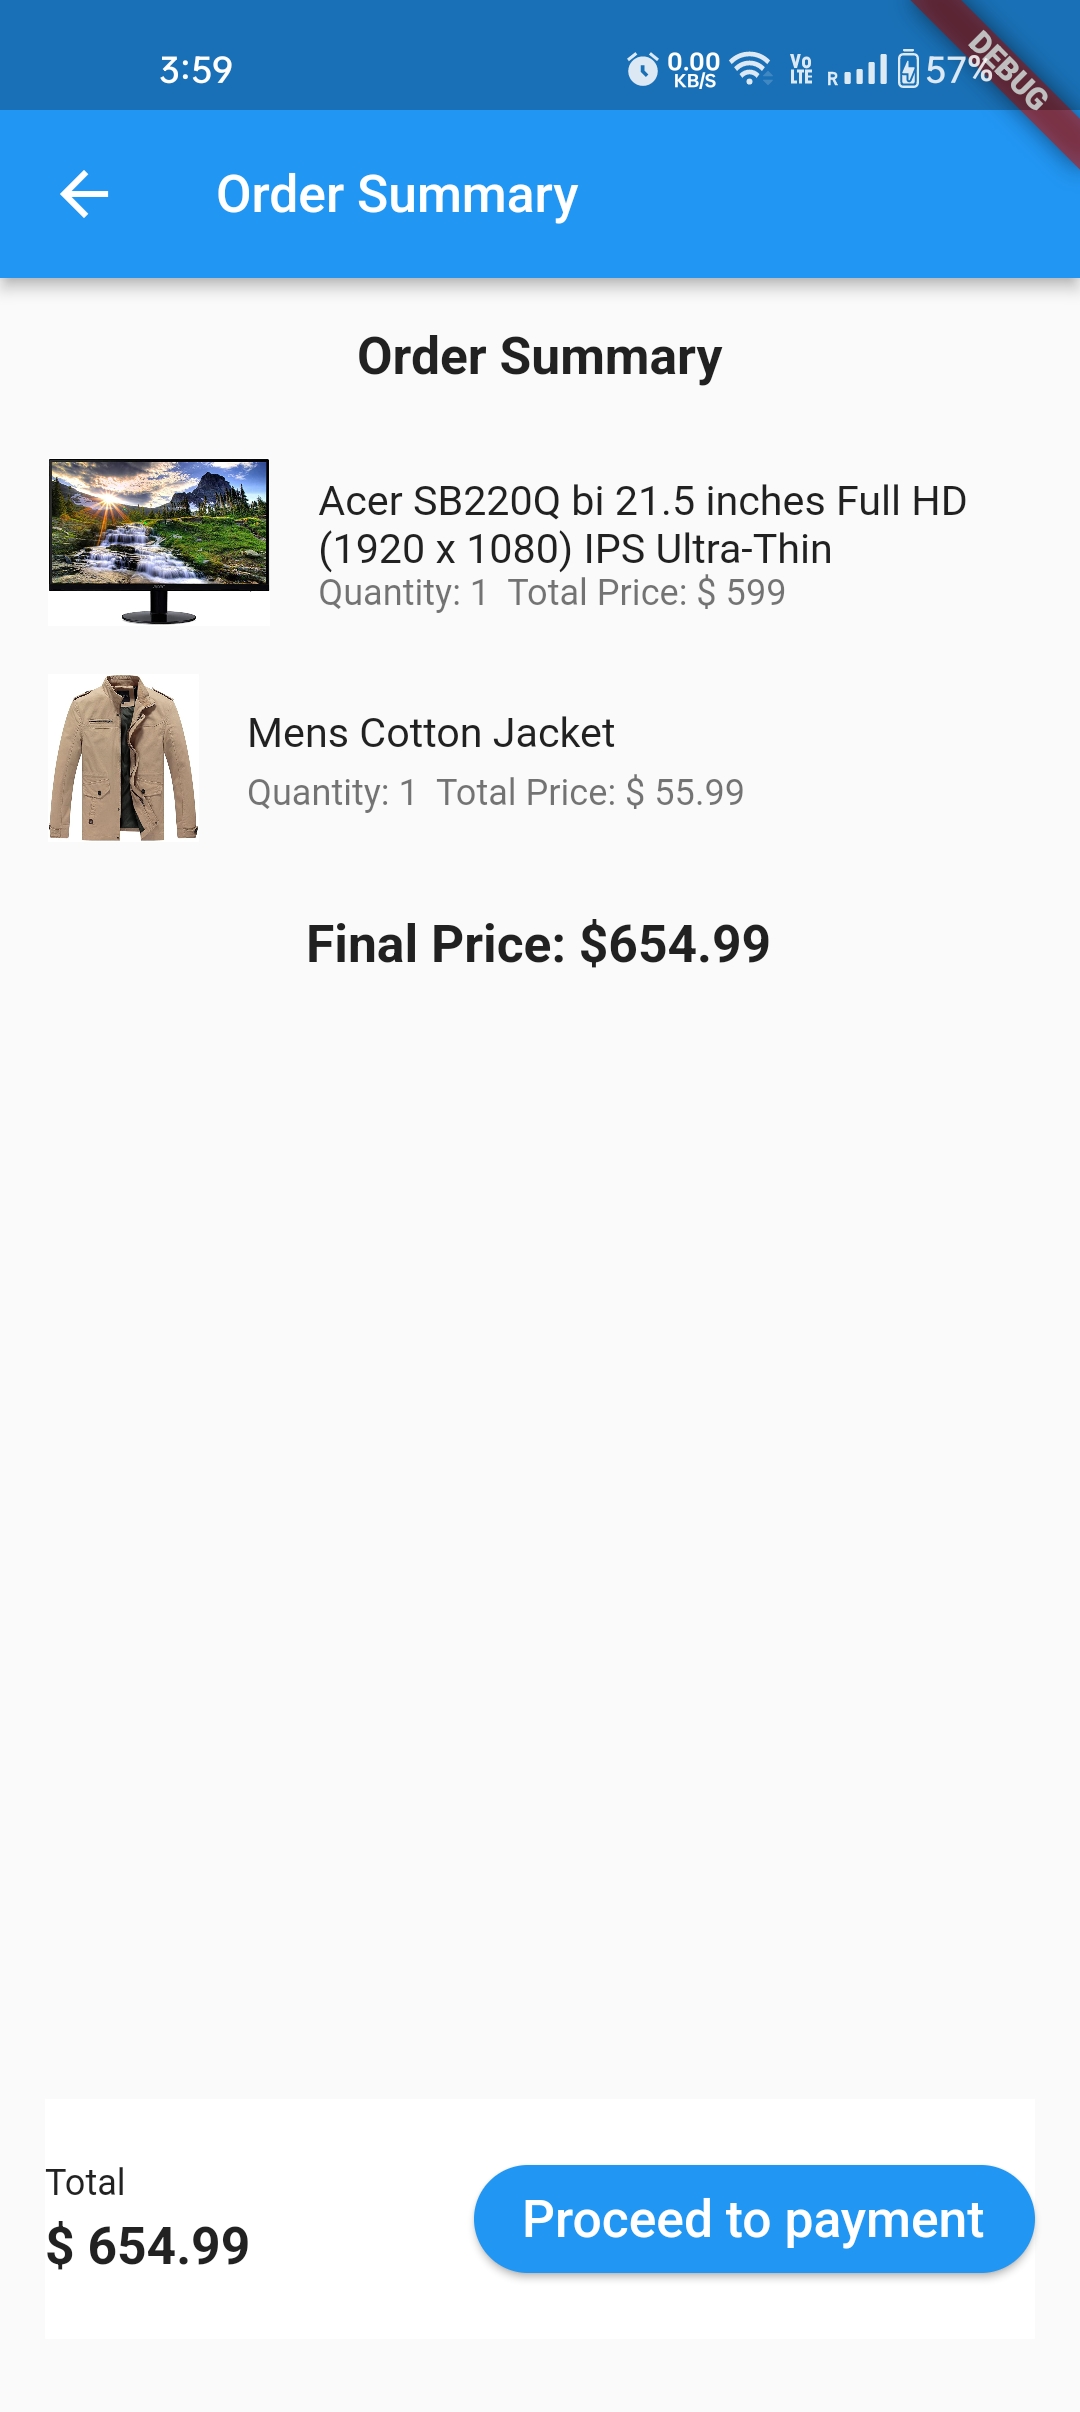 3:59
0.00
KB/S
Vo
LTE
R
57%
DEBUG
Order Summary
Order Summary
Acer SB220Q bi 21.5 inches Full HD
(1920 x 1080) IPS Ultra-Thin
Quantity: 1 Total Price: $ 599
Mens Cotton Jacket
Quantity: 1 Total Price: $ 55.99
Final Price: $654.99
Total
$ 654.99
Proceed to payment